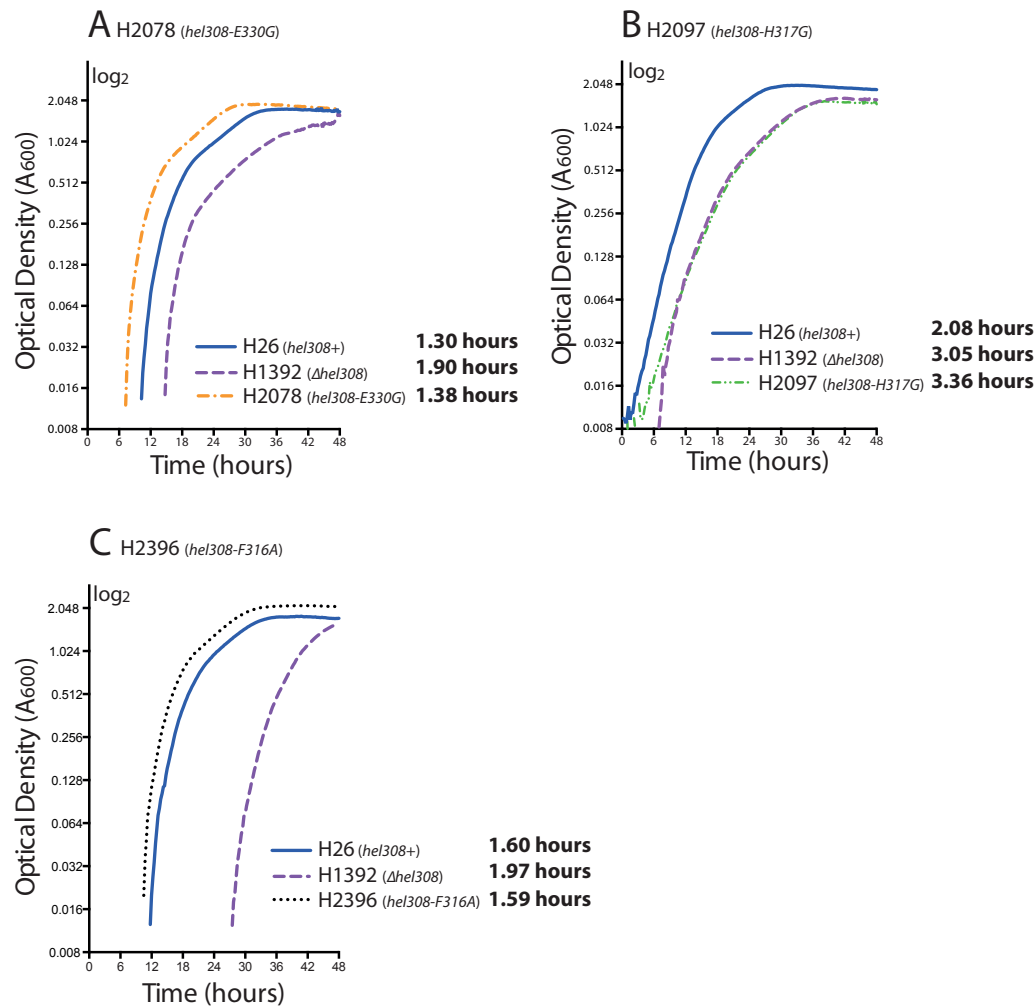 A H2078 (hel308-E330G)
log2
Optical Density (A600)
2.048
1.024
0.512
0.256
0.128
0.064
0.032
0.016
0.008
H26 (hel308+) 1.30 hours
H1392 (Δhel308) 1.90 hours
H2078 (hel308-E330G) 1.38 hours
0 6 12 18 24 30 36 42 48
Time (hours)
B H2097 (hel308-H317G)
log2
Optical Density (A600)
2.048
1.024
0.512
0.256
0.128
0.064
0.032
0.016
0.008
H26 (hel308+) 2.08 hours
H1392 (Δhel308) 3.05 hours
H2097 (hel308-H317G) 3.36 hours
0 6 12 18 24 30 36 42 48
Time (hours)
C H2396 (hel308-F316A)
log2
Optical Density (A600)
2.048
1.024
0.512
0.256
0.128
0.064
0.032
0.016
0.008
H26 (hel308+) 1.60 hours
H1392 (Δhel308) 1.97 hours
H2396 (hel308-F316A) 1.59 hours
0 6 12 18 24 30 36 42 48
Time (hours)